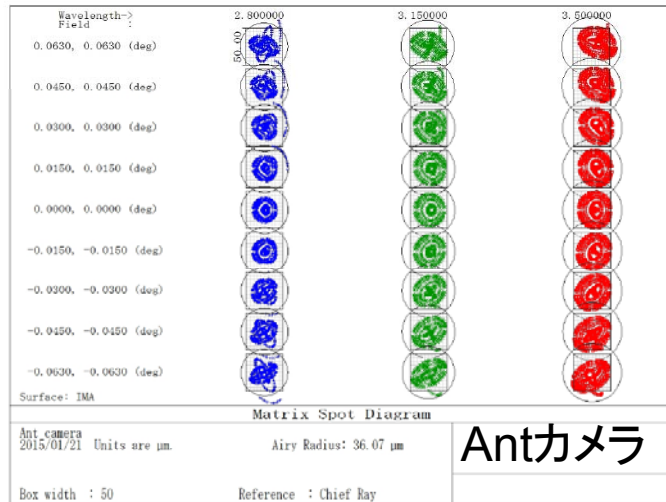 Wavelength-> 2.800000 3.150000 3.500000
Field :
50.00
0.0630, 0.0630 (deg)
0.0450, 0.0450 (deg)
0.0300, 0.0300 (deg)
0.0150, 0.0150 (deg)
0.0000, 0.0000 (deg)
-0.0150, -0.0150 (deg)
-0.0300, -0.0300 (deg)
-0.0450, -0.0450 (deg)
-0.0630, -0.0630 (deg)
Surface: IMA
Matrix Spot Diagram
Ant_camera
2015/01/21 Units are µm. Airy Radius: 36.07 µm
Box width : 50 Reference : Chief Ray
Antカメラ